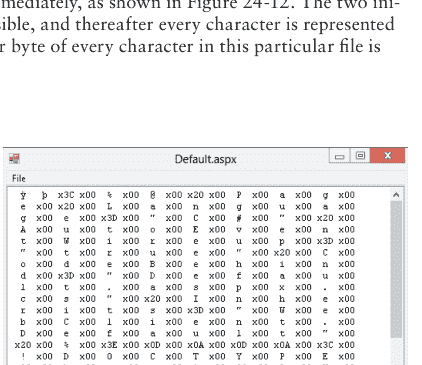 mediately, as shown in Figure 24-12. The two ini-
sible, and thereafter every character is represented
r byte of every character in this particular file is
Default.aspx
File
ÿ þ x3C x00 % x00 @ x00 x20 x00 P x00 a x00 g x00
e x00 x20 x00 L x00 a x00 n x00 g x00 u x00 a x00
g x00 e x00 x3D x00 " x00 C x00 # x00 " x00 x20 x00
A x00 u x00 t x00 o x00 E x00 v x00 e x00 n x00
t x00 W x00 i x00 r x00 e x00 u x00 p x00 x3D x00
" x00 t x00 r x00 u x00 e x00 " x00 x20 x00 C x00
o x00 d x00 e x00 B x00 e x00 h x00 i x00 n x00
d x00 x3D x00 " x00 D x00 e x00 f x00 a x00 u x00
l x00 t x00 . x00 a x00 s x00 p x00 x x00 . x00
c x00 s x00 " x00 x20 x00 I x00 n x00 h x00 e x00
r x00 i x00 t x00 s x00 x3D x00 " x00 W x00 e x00
b x00 C x00 l x00 i x00 e x00 n x00 t x00 . x00
D x00 e x00 f x00 a x00 u x00 l x00 t x00 " x00
x20 x00 % x00 x3E x00 x0D x00 x0A x00 x0D x00 x0A x00 x3C x00
! x00 D x00 O x00 C x00 T x00 Y x00 P x00 E x00